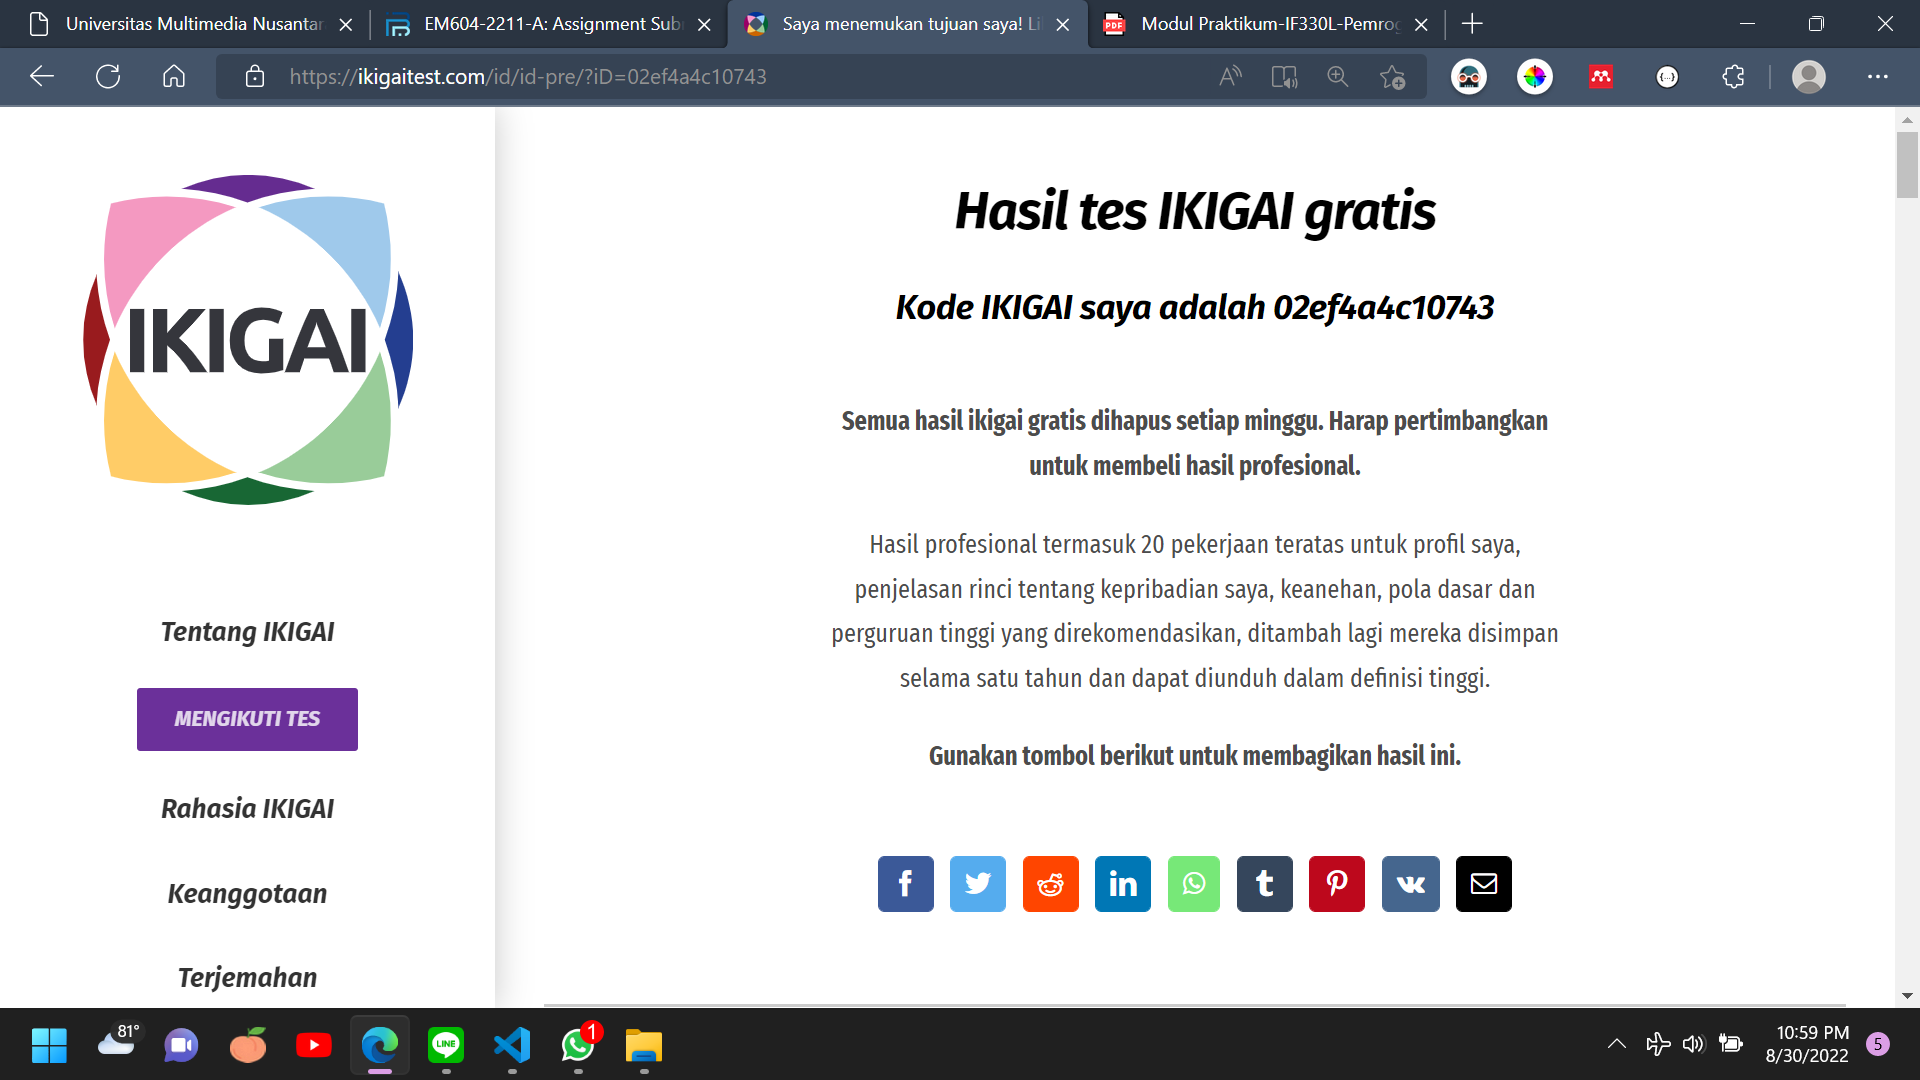 Universitas Multimedia Nusantar
EM604-2211-A: Assignment Sub
Saya menemukan tujuan saya! Li
PDF
Modul Praktikum-IF330L-Pemrog
https://ikigaitest.com/id/id-pre/?iD=02ef4a4c10743
IKIGAI
Tentang IKIGAI
MENGIKUTI TES
Rahasia IKIGAI
Keanggotaan
Terjemahan
Hasil tes IKIGAI gratis
Kode IKIGAI saya adalah 02ef4a4c10743
Semua hasil ikigai gratis dihapus setiap minggu. Harap pertimbangkan
untuk membeli hasil profesional.
Hasil profesional termasuk 20 pekerjaan teratas untuk profil saya,
penjelasan rinci tentang kepribadian saya, keanehan, pola dasar dan
perguruan tinggi yang direkomendasikan, ditambah lagi mereka disimpan
selama satu tahun dan dapat diunduh dalam definisi tinggi.
Gunakan tombol berikut untuk membagikan hasil ini.
81°
LINE
1
10:59 PM
8/30/2022
5